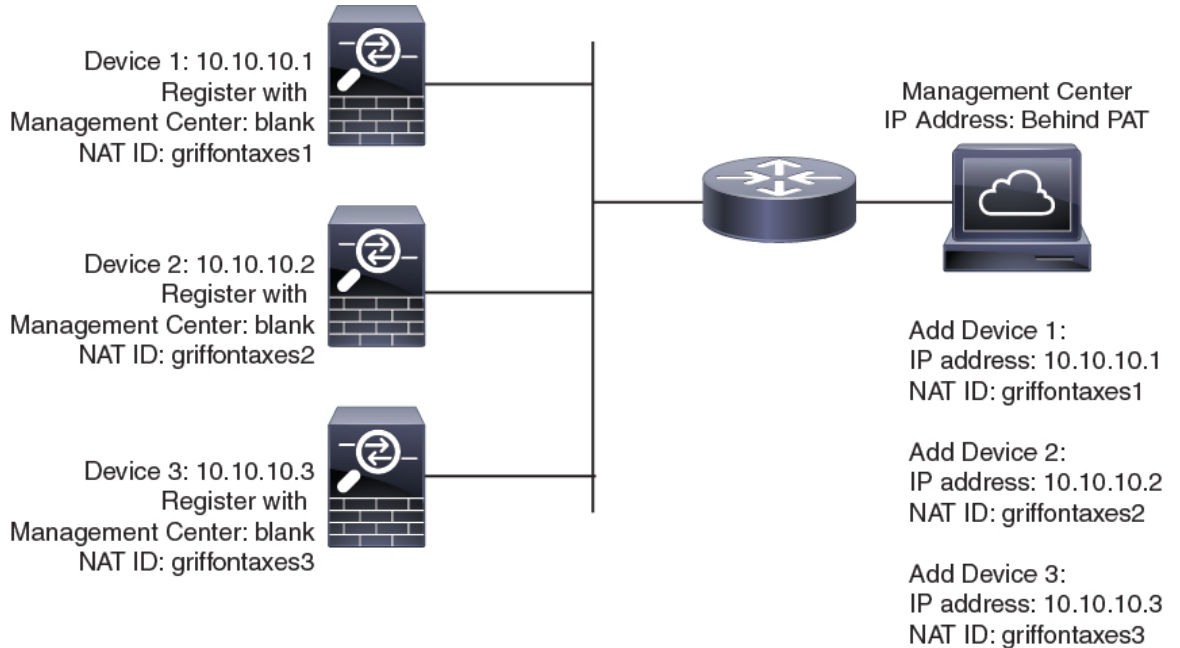 Device 1: 10.10.10.1
Register with
Management Center: blank
NAT ID: griffontaxes1
Device 2: 10.10.10.2
Register with
Management Center: blank
NAT ID: griffontaxes2
Device 3: 10.10.10.3
Register with
Management Center: blank
NAT ID: griffontaxes3
Management Center
IP Address: Behind PAT
Add Device 1:
IP address: 10.10.10.1
NAT ID: griffontaxes1
Add Device 2:
IP address: 10.10.10.2
NAT ID: griffontaxes2
Add Device 3:
IP address: 10.10.10.3
NAT ID: griffontaxes3